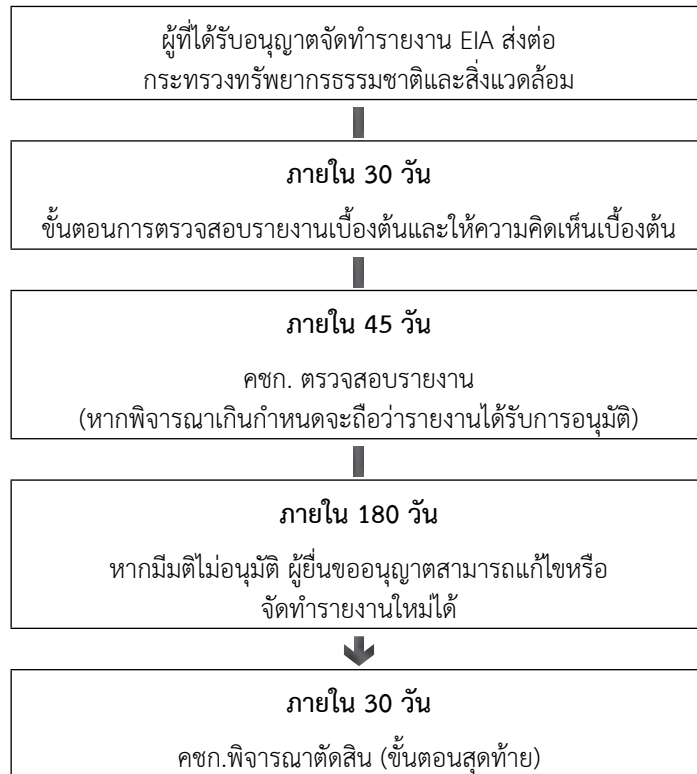 ผู้ที่ได้รับอนุญาตจัดทำรายงาน EIA ส่งต่อ
กระทรวงทรัพยากรธรรมชาติและสิ่งแวดล้อม
ภายใน 30 วัน
ขั้นตอนการตรวจสอบรายงานเบื้องต้นและให้ความคิดเห็นเบื้องต้น
ภายใน 45 วัน
คชก. ตรวจสอบรายงาน
(หากพิจารณาเกินกำหนดจะถือว่ารายงานได้รับการอนุมัติ)
ภายใน 180 วัน
หากมีมติไม่อนุมัติ ผู้ยื่นขออนุญาตสามารถแก้ไขหรือ
จัดทำรายงานใหม่ได้
ภายใน 30 วัน
คชก.พิจารณาตัดสิน (ขั้นตอนสุดท้าย)